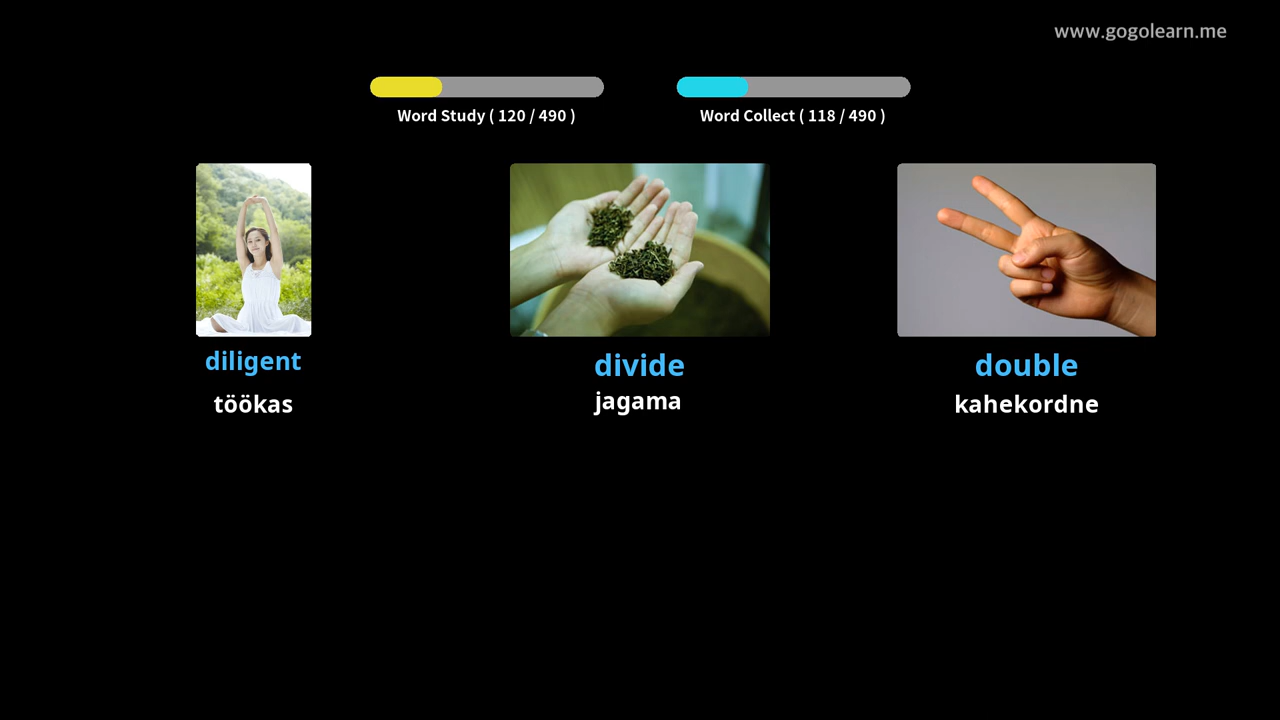 www.gogolearn.me
Word Study ( 120 / 490 )
Word Collect ( 118 / 490 )
diligent
töökas
divide
jagama
double
kahekordne